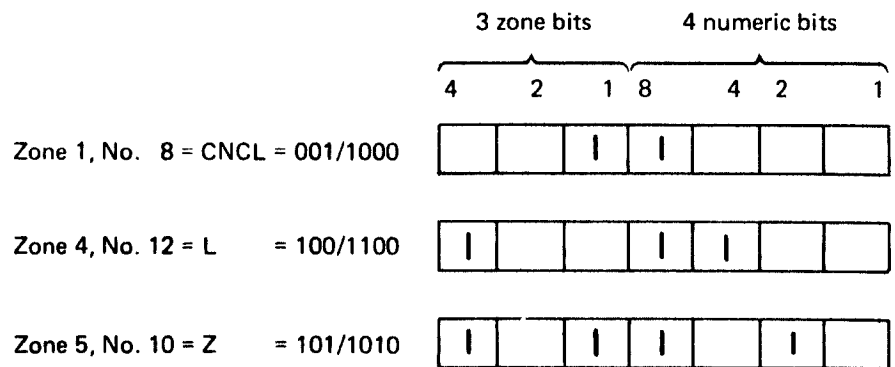 3 zone bits 4 numeric bits
4 2 1 8 4 2 1
Zone 1, No. 8 = CNCL = 001/1000 | |
Zone 4, No. 12 = L = 100/1100 | | |
Zone 5, No. 10 = Z = 101/1010 | | | |